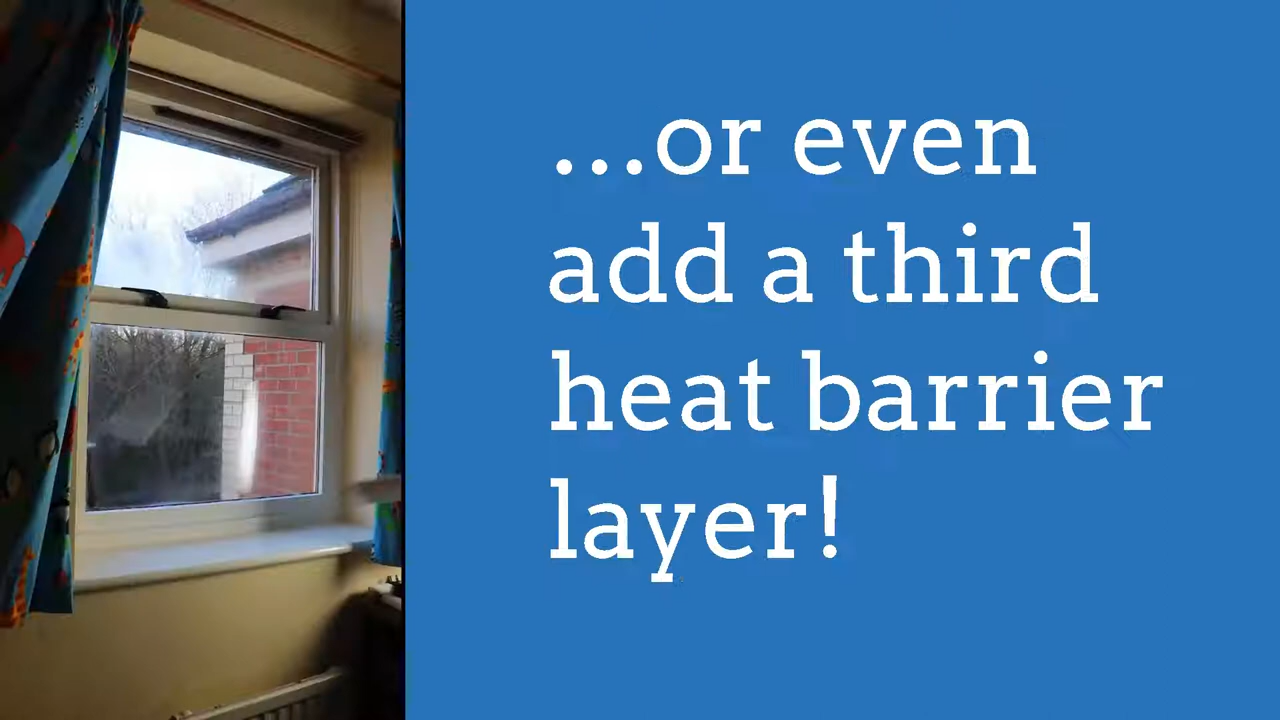 ...or even
add a third
heat barrier
layer!